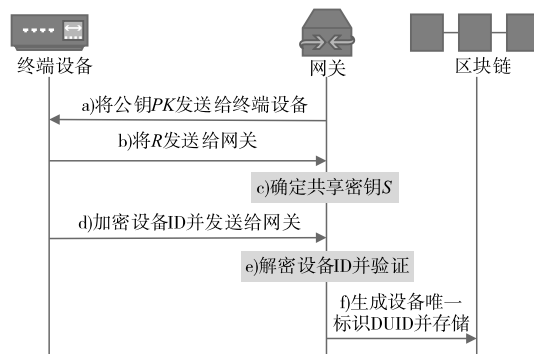 终端设备
网关
区块链
a)将公钥PK发送给终端设备
b)将R发送给网关
c)确定共享密钥S
d)加密设备ID并发送给网关
e)解密设备ID并验证
f)生成设备唯一
标识DUID并存储